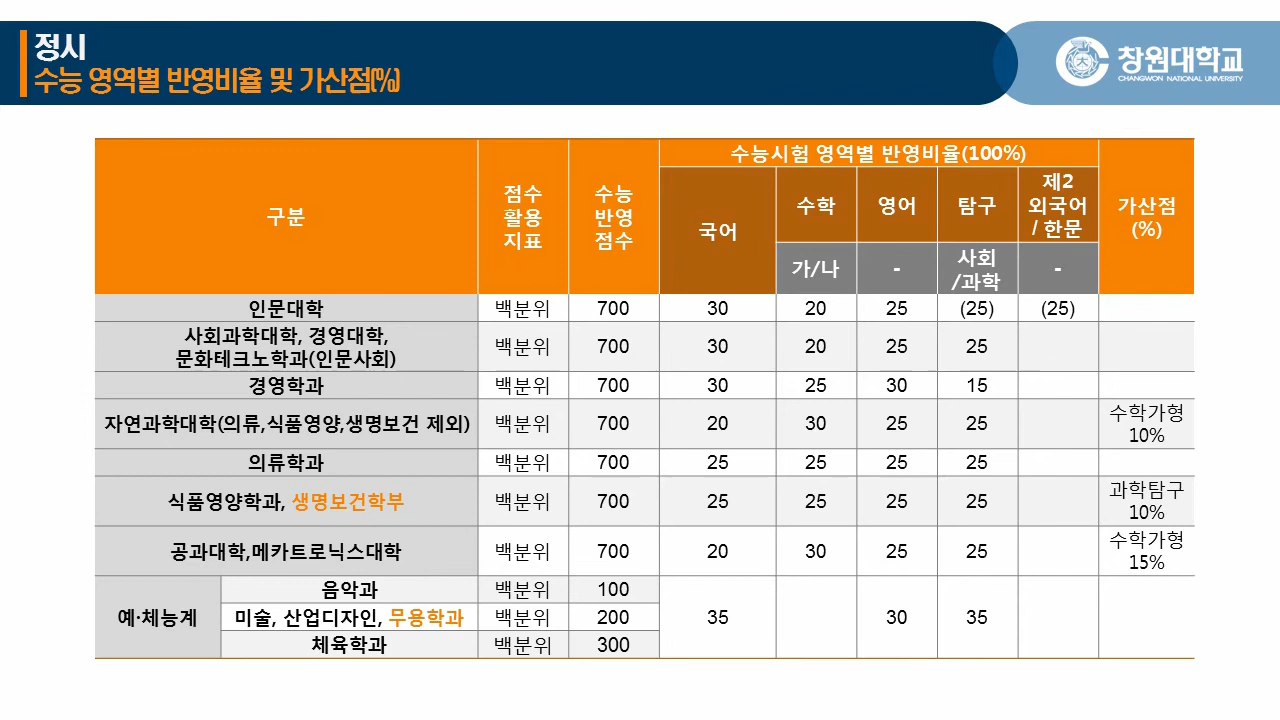 정시
수능 영역별 반영비율 및 가산점(%)
창원대학교
CHANGWON NATIONAL UNIVERSITY
구분
점수
활용
지표
수능
반영
점수
수능시험 영역별 반영비율(100%)
가산점
(%)
국어
수학
영어
탐구
제2
외국어
/ 한문
가/나
-
사회
/과학
-
인문대학 백분위 700 30 20 25 (25) (25)
사회과학대학, 경영대학,
문화테크노학과(인문사회) 백분위 700 30 20 25 25
경영학과 백분위 700 30 25 30 15
자연과학대학(의류,식품영양,생명보건 제외) 백분위 700 20 30 25 25 수학가형
10%
의류학과 백분위 700 25 25 25 25
식품영양학과, 생명보건학부 백분위 700 25 25 25 25 과학탐구
10%
공과대학,메카트로닉스대학 백분위 700 20 30 25 25 수학가형
15%
예·체능계
음악과 백분위 100
미술, 산업디자인, 무용학과 백분위 200 35 30 35
체육학과 백분위 300